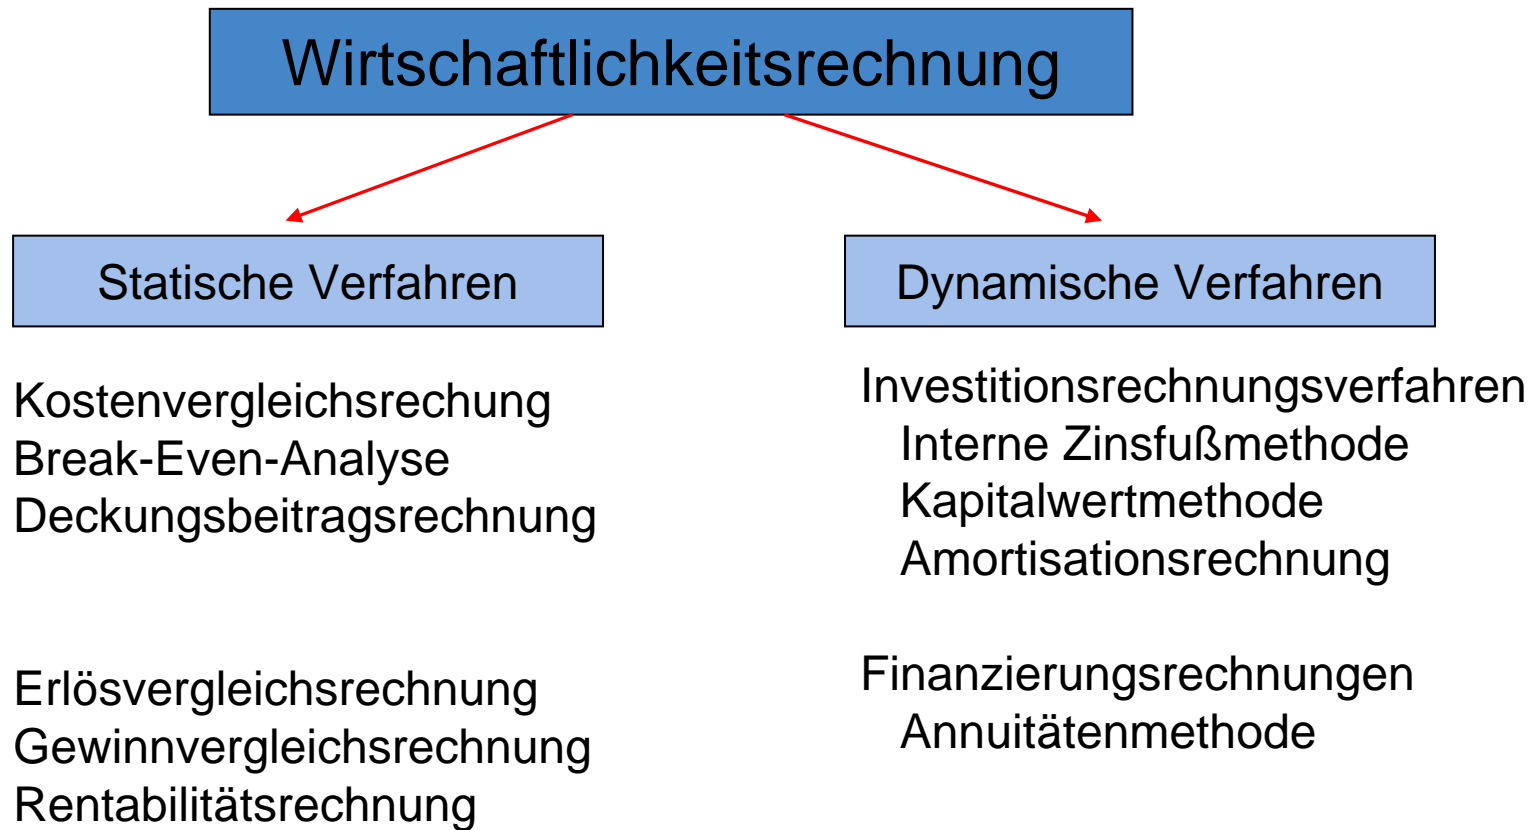 Wirtschaftlichkeitsrechnung
Statische Verfahren
Kostenvergleichsrechung
Break-Even-Analyse
Deckungsbeitragsrechnung
Erlösvergleichsrechnung
Gewinnvergleichsrechnung
Rentabilitätsrechnung
Dynamische Verfahren
Investitionsrechnungsverfahren
Interne Zinsfußmethode
Kapitalwertmethode
Amortisationsrechnung
Finanzierungsrechnungen
Annuitätenmethode